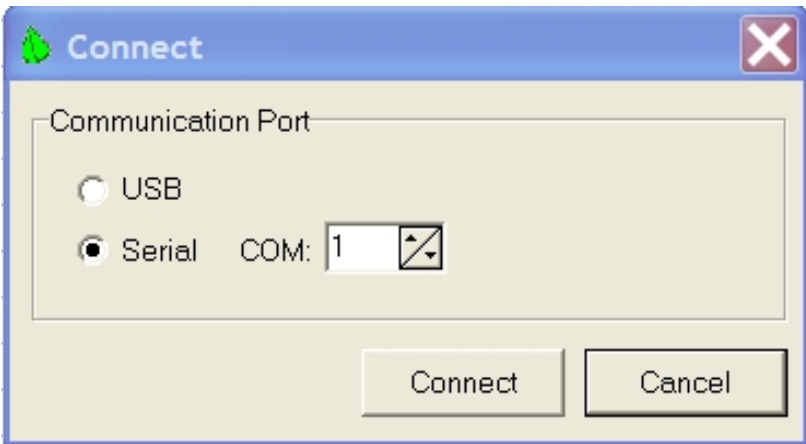 Connect
Communication Port
USB
Serial COM: 1
Connect Cancel